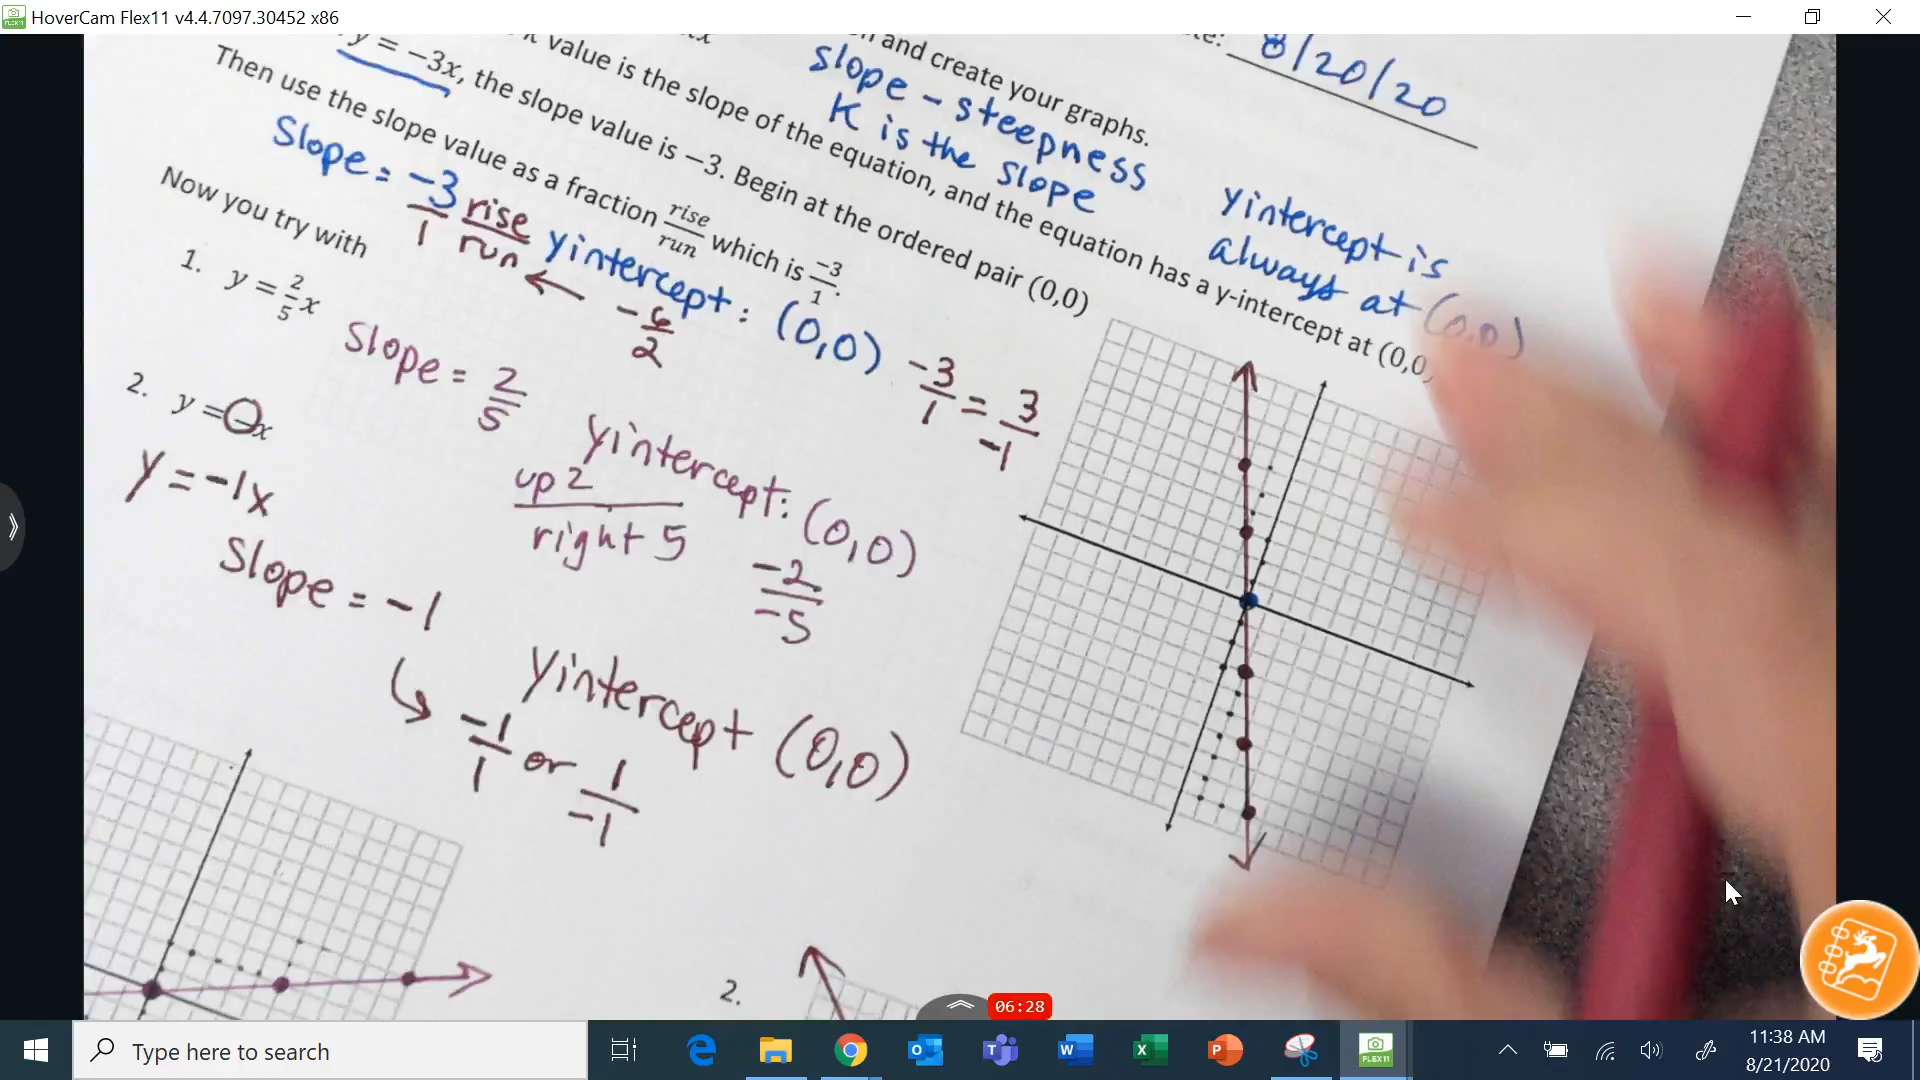 HoverCam Flex11 v4.4.7097.30452 x86
8/20/20
and create your graphs.
value is the slope of the equation, and the equation has a y-intercept at (0,0
y = −3x, the slope value is −3. Begin at the ordered pair (0,0)
Then use the slope value as a fraction rise/run which is −3/1.
slope - steepness
K is the slope
yintercept is
always at (0,0)
Slope = -3/1 rise/run yintercept: (0,0)
← -6/2
-3/1 = 3/-1
Now you try with
1. y = 2/5 x
Slope = 2/5
yintercept: (0,0)
up 2
right 5
-2/-5
2. y = −x
y = -1x
Slope = -1
yintercept (0,0)
-1/1 or 1/-1
2.
06:28
FLEX11
Type here to search
11:38 AM
8/21/2020